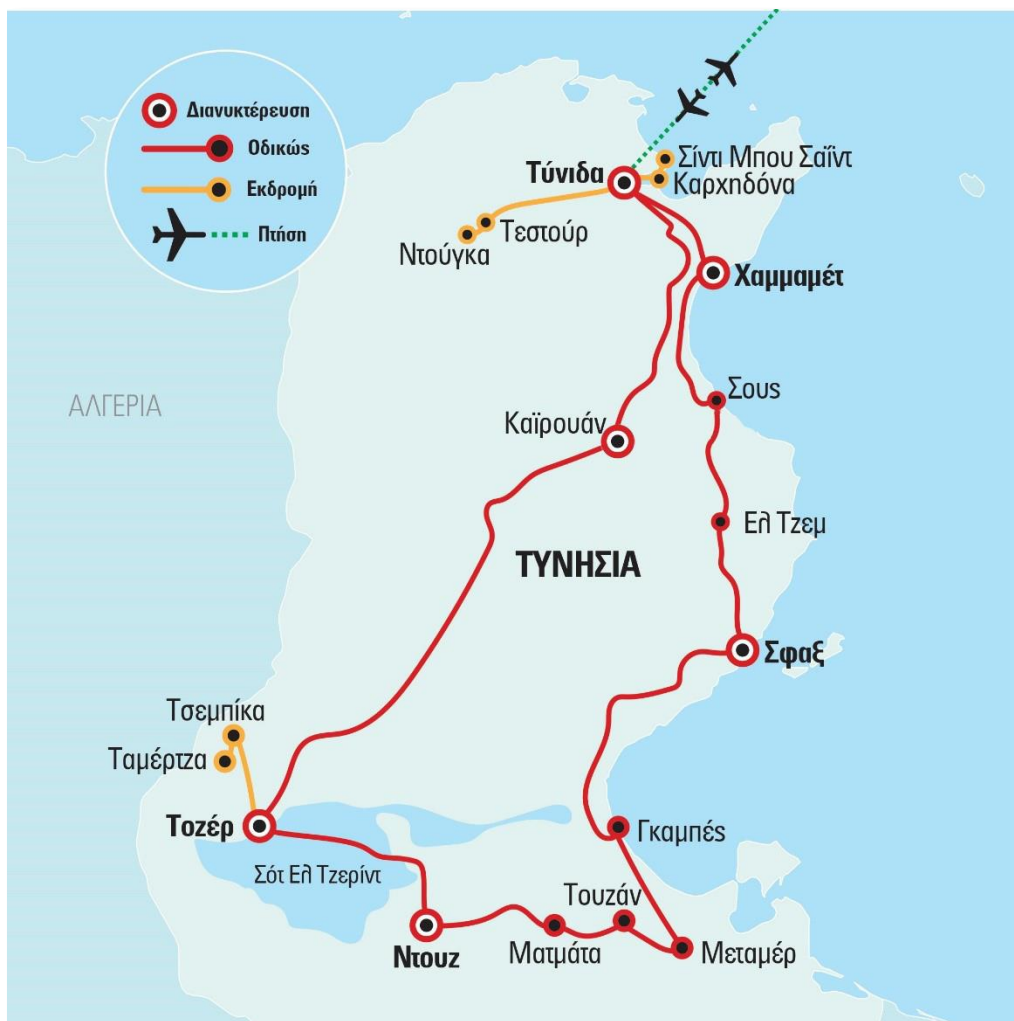 Διανυκτέρευση
Οδικώς
Εκδρομή
Πτήση
Σίντι Μπου Σαΐντ
Τύνιδα
Καρχηδόνα
Τεστούρ
Ντούγκα
Χαμμαμέτ
ΑΛΓΕΡΙΑ
Σους
Καϊρουάν
Ελ Τζεμ
ΤΥΝΗΣΙΑ
Σφαξ
Τσεμπίκα
Ταμέρτζα
Τοζέρ
Γκαμπές
Σότ Ελ Τζερίντ
Τουζάν
Ντουζ
Ματμάτα
Μεταμέρ